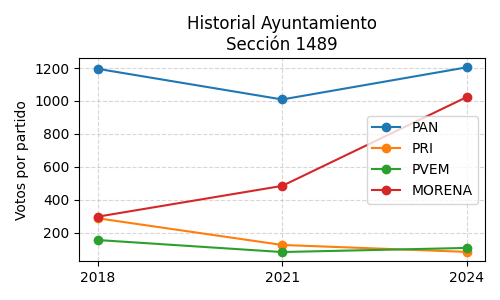 Historial Ayuntamiento
Sección 1489
Votos por partido
1200
1000
800
600
400
200
2018
2021
2024
PAN
PRI
PVEM
MORENA